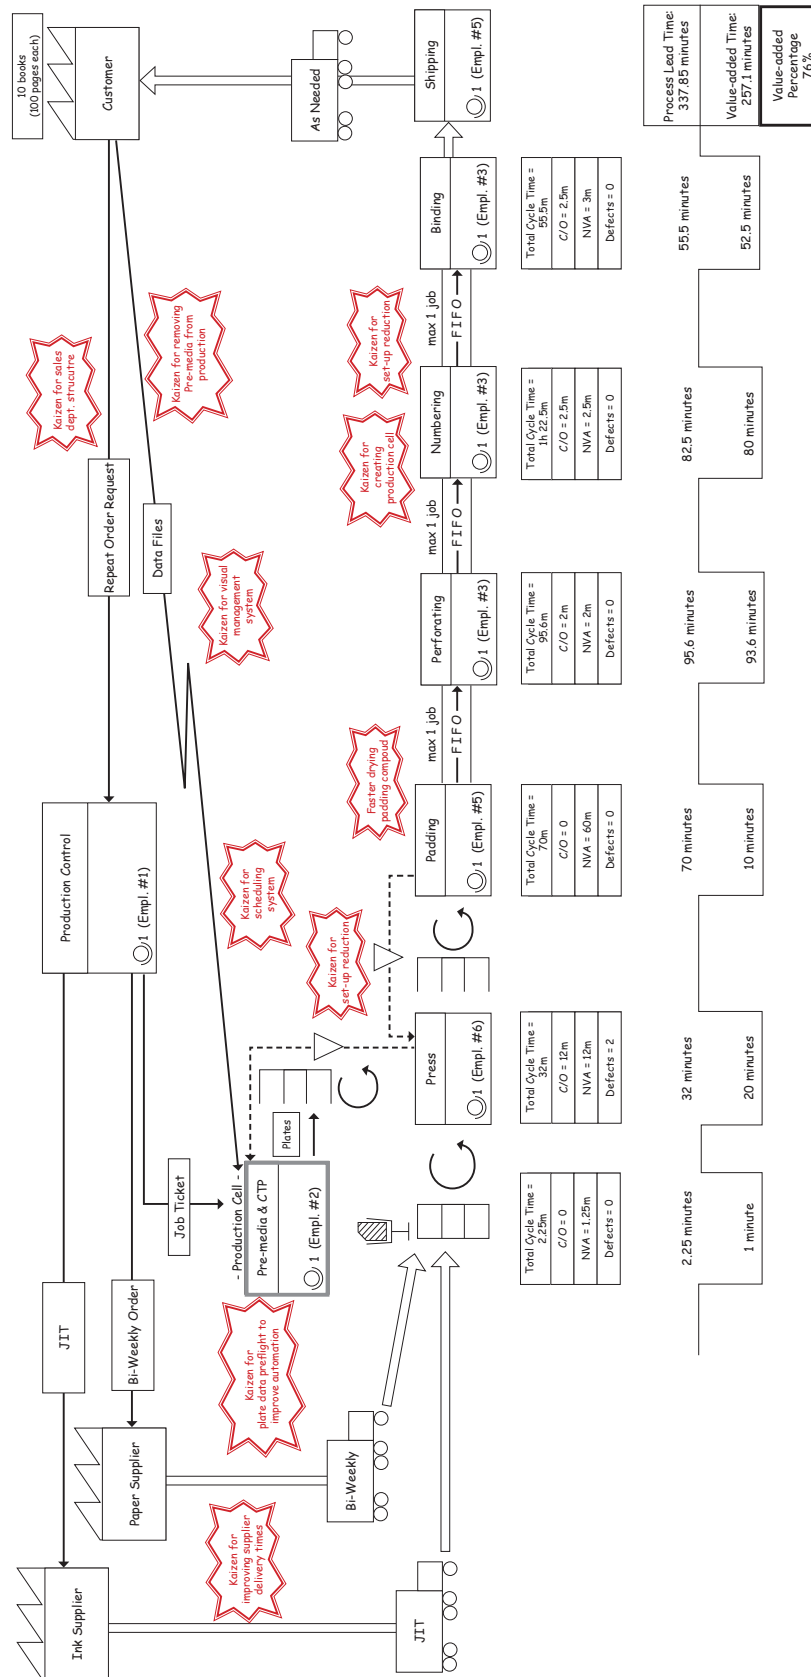 10 books
(100 pages each)
Customer
As Needed
Shipping
1 (Empl. #5)
Kaizen for sales
dept. strucutre
Kaizen for removing
Pre-media from
production
Repeat Order Request
Data Files
Kaizen for visual
management
system
Production Control
1 (Empl. #1)
Kaizen for
scheduling
system
Kaizen for
set-up reduction
JIT
Bi-Weekly Order
Job Ticket
- Production Cell -
Pre-media & CTP
1 (Empl. #2)
Plates
Kaizen for
plate data preflight to
improve automation
Ink Supplier
Paper Supplier
Kaizen for
improving supplier
delivery times
Bi-Weekly
JIT
Press
1 (Empl. #6)
Faster drying
padding compoud
Padding
1 (Empl. #5)
max 1 job
FIFO
Perforating
1 (Empl. #3)
max 1 job
FIFO
Kaizen for
creating
production cell
Numbering
1 (Empl. #3)
Kaizen for
set-up reduction
max 1 job
FIFO
Binding
1 (Empl. #3)
Total Cycle Time =
2.25m
C/O = 0
NVA = 1.25m
Defects = 0
Total Cycle Time =
32m
C/O = 12m
NVA = 12m
Defects = 2
Total Cycle Time =
70m
C/O = 0
NVA = 60m
Defects = 0
Total Cycle Time =
95.6m
C/O = 2m
NVA = 2m
Defects = 0
Total Cycle Time =
1h 22.5m
C/O = 2.5m
NVA = 2.5m
Defects = 0
Total Cycle Time =
55.5m
C/O = 2.5m
NVA = 3m
Defects = 0
2.25 minutes
1 minute
32 minutes
20 minutes
70 minutes
10 minutes
95.6 minutes
93.6 minutes
82.5 minutes
80 minutes
55.5 minutes
52.5 minutes
Process Lead Time:
337.85 minutes
Value-added Time:
257.1 minutes
Value-added
Percentage
76%